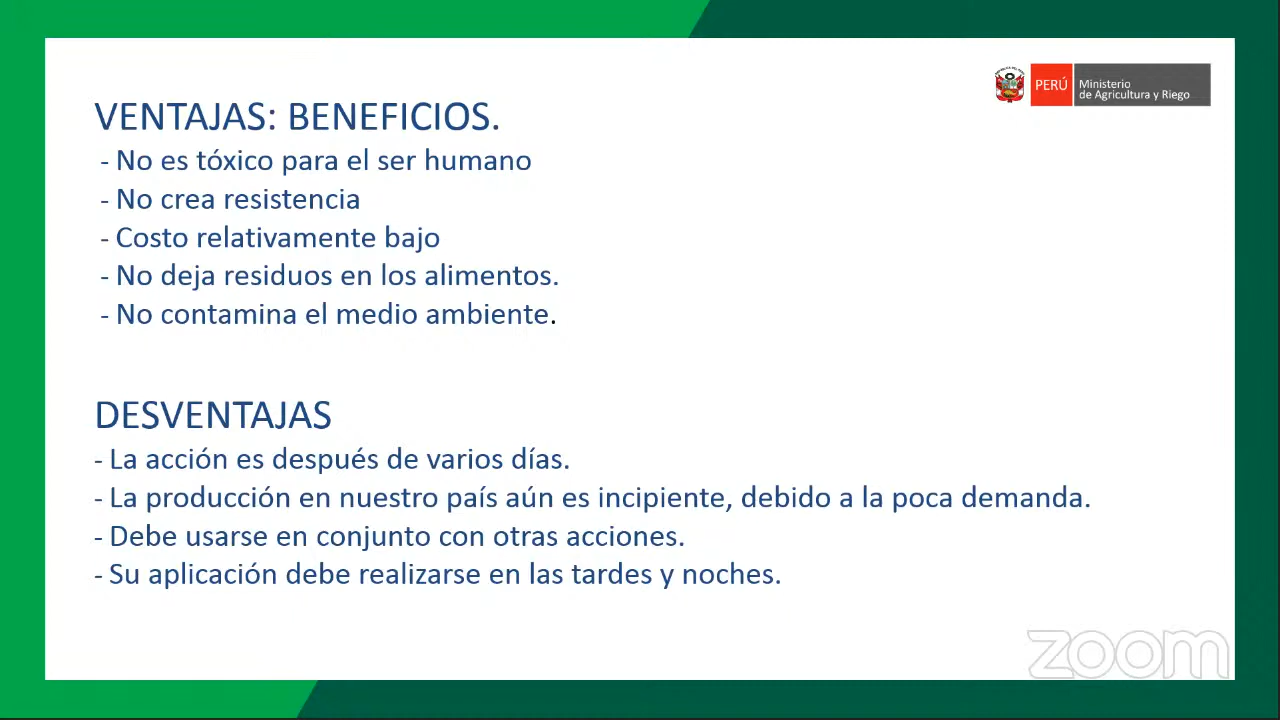 PERÚ
Ministerio
de Agricultura y Riego
VENTAJAS: BENEFICIOS.
- No es tóxico para el ser humano
- No crea resistencia
- Costo relativamente bajo
- No deja residuos en los alimentos.
- No contamina el medio ambiente.
DESVENTAJAS
- La acción es después de varios días.
- La producción en nuestro país aún es incipiente, debido a la poca demanda.
- Debe usarse en conjunto con otras acciones.
- Su aplicación debe realizarse en las tardes y noches.
zoom